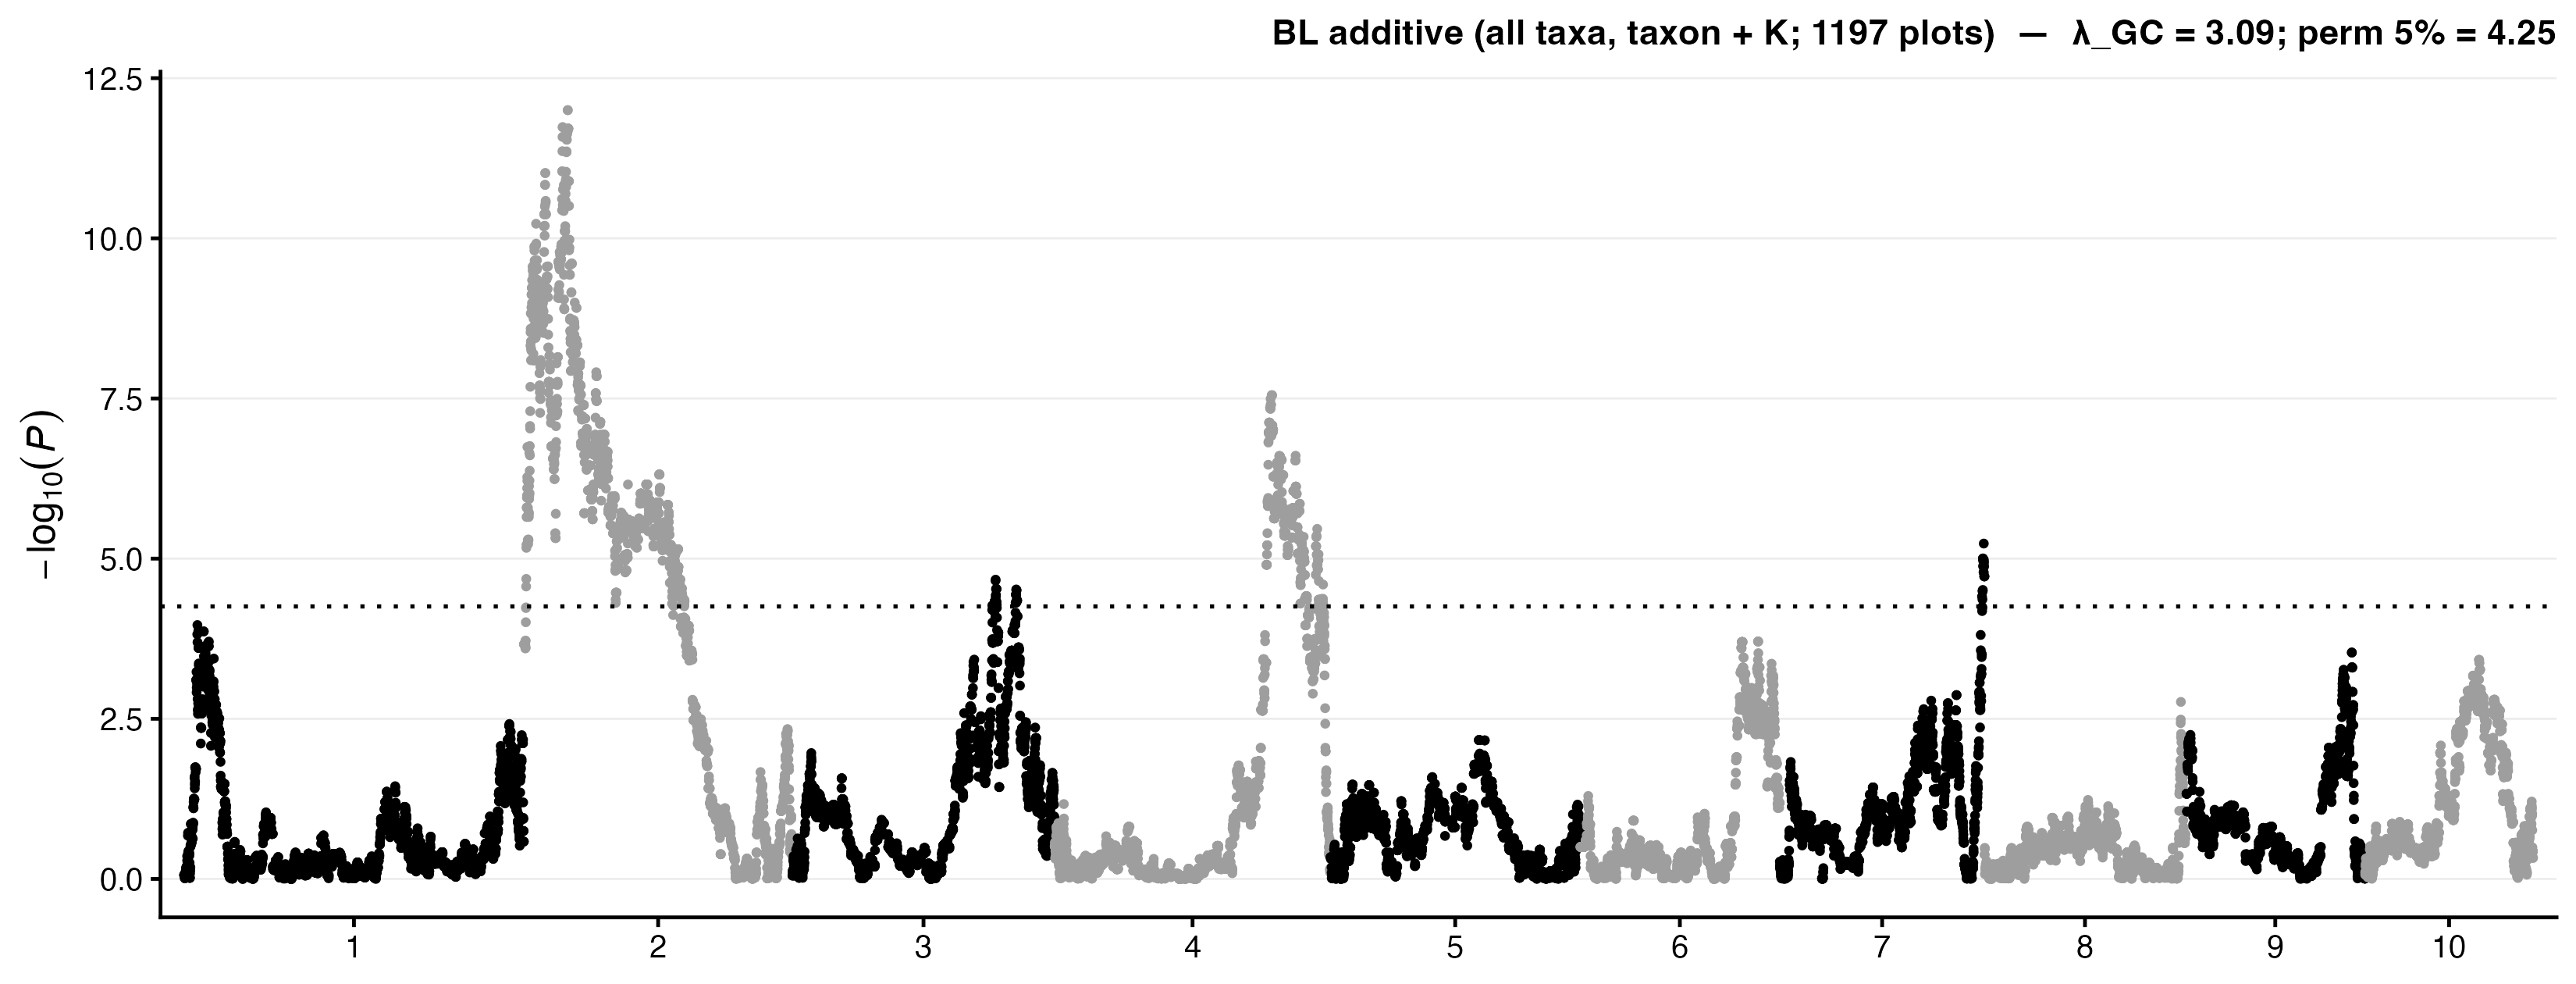 BL additive (all taxa, taxon + K; 1197 plots) — λ_GC = 3.09; perm 5% = 4.25
12.5
10.0
7.5
5.0
2.5
0.0
−log₁₀(P)
1 2 3 4 5 6 7 8 9 10